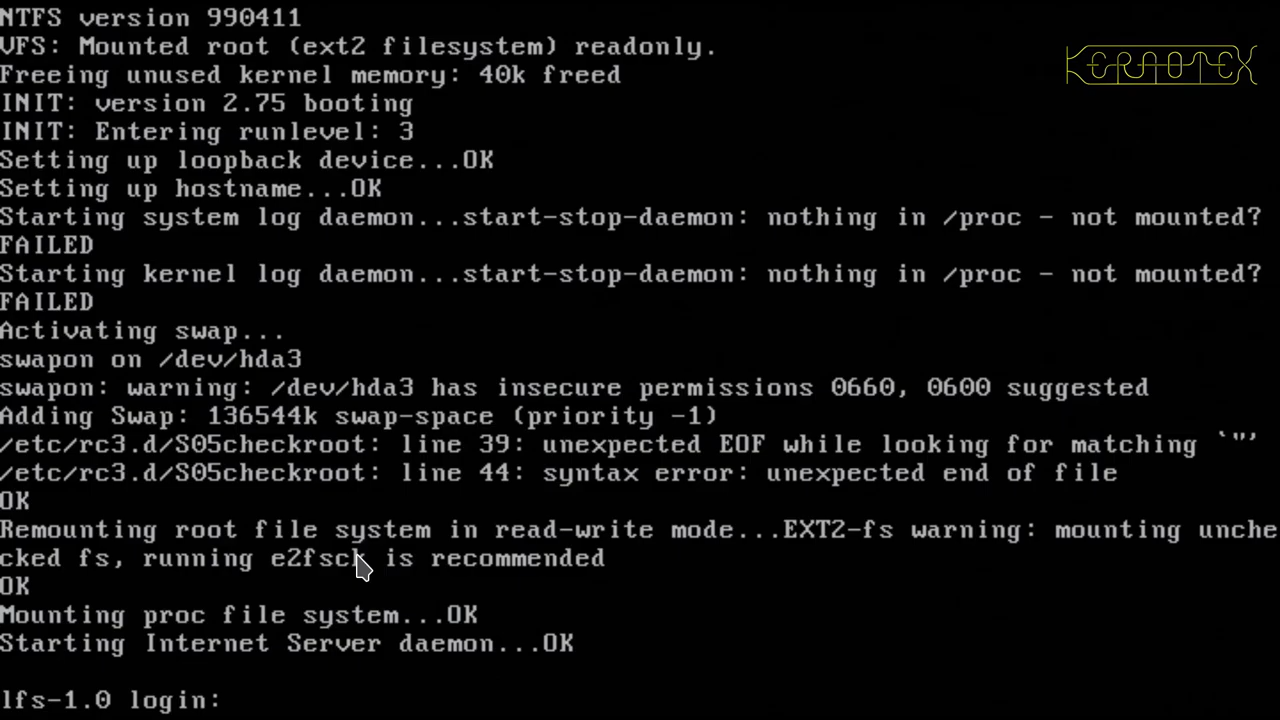 NTFS version 990411
VFS: Mounted root (ext2 filesystem) readonly.
KERNOTEX
Freeing unused kernel memory: 40k freed
INIT: version 2.75 booting
INIT: Entering runlevel: 3
Setting up loopback device...OK
Setting up hostname...OK
Starting system log daemon...start-stop-daemon: nothing in /proc - not mounted?
FAILED
Starting kernel log daemon...start-stop-daemon: nothing in /proc - not mounted?
FAILED
Activating swap...
swapon on /dev/hda3
swapon: warning: /dev/hda3 has insecure permissions 0660, 0600 suggested
Adding Swap: 136544k swap-space (priority -1)
/etc/rc3.d/S05checkroot: line 39: unexpected EOF while looking for matching `"'
/etc/rc3.d/S05checkroot: line 44: syntax error: unexpected end of file
OK
Remounting root file system in read-write mode...EXT2-fs warning: mounting unche
cked fs, running e2fsck is recommended
OK
Mounting proc file system...OK
Starting Internet Server daemon...OK
lfs-1.0 login: